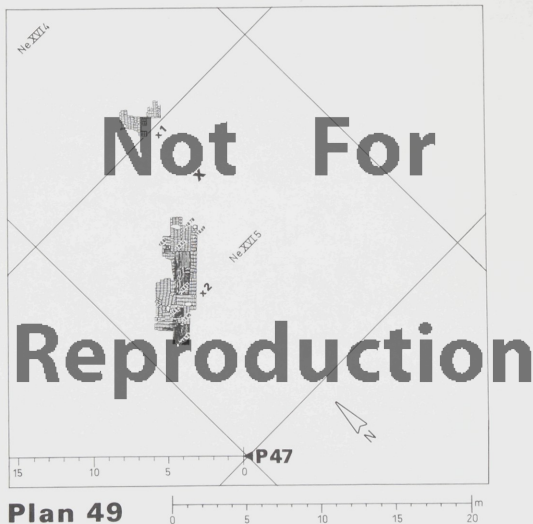 Ne XVI 4
x1
Not For
x
Ne XVI 5
x2
Reproduction
N
P47
15 10 5 0
Plan 49
0 5 10 15 20 m